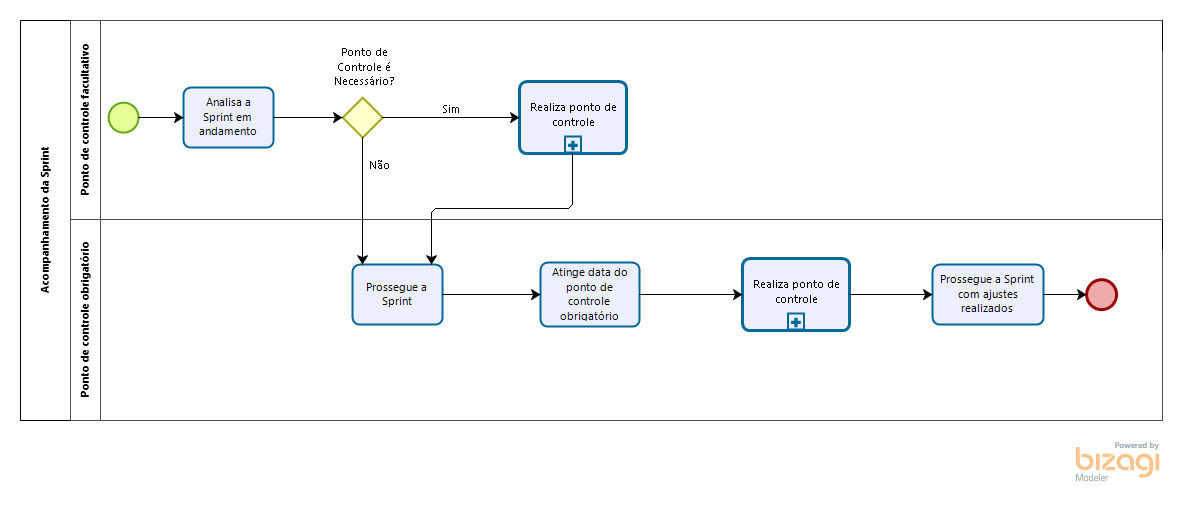 Acompanhamento da Sprint
Ponto de controle facultativo
Analisa a
Sprint em
andamento
Ponto de
Controle é
Necessário?
Sim
Não
Realiza ponto de
controle
Ponto de controle obrigatório
Prossegue a
Sprint
Atinge data do
ponto de
controle
obrigatório
Realiza ponto de
controle
Prossegue a Sprint
com ajustes
realizados
Powered by
bizagi
Modeler